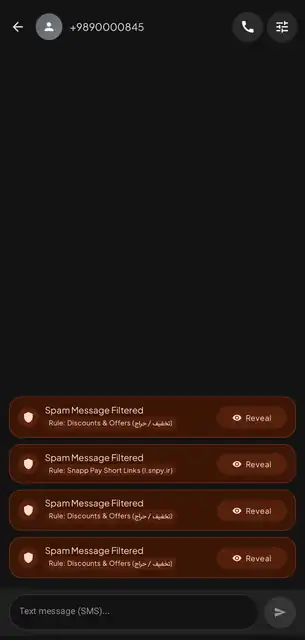 +9890000845
Spam Message Filtered
Rule: Discounts & Offers (تخفیف / حراج)
Reveal
Spam Message Filtered
Rule: Snapp Pay Short Links (l.snpy.ir)
Reveal
Spam Message Filtered
Rule: Discounts & Offers (تخفیف / حراج)
Reveal
Spam Message Filtered
Rule: Discounts & Offers (تخفیف / حراج)
Reveal
Text message (SMS)...